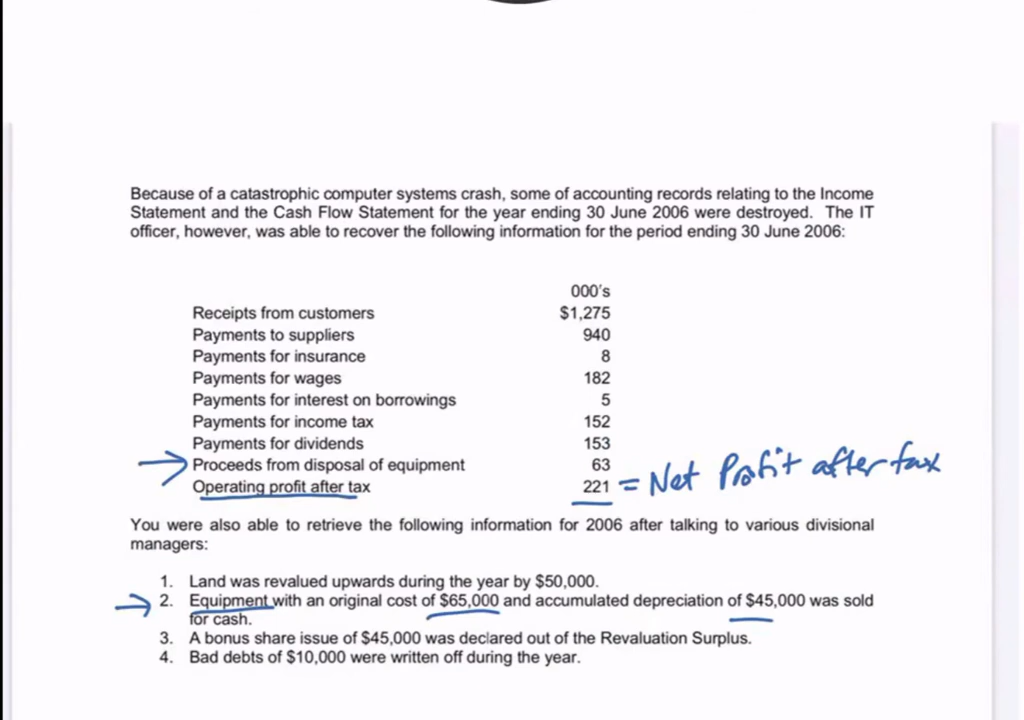 Because of a catastrophic computer systems crash, some of accounting records relating to the Income
Statement and the Cash Flow Statement for the year ending 30 June 2006 were destroyed. The IT
officer, however, was able to recover the following information for the period ending 30 June 2006:
000's
Receipts from customers $1,275
Payments to suppliers 940
Payments for insurance 8
Payments for wages 182
Payments for interest on borrowings 5
Payments for income tax 152
Payments for dividends 153
Proceeds from disposal of equipment 63
Operating profit after tax 221 = Net Profit after tax
You were also able to retrieve the following information for 2006 after talking to various divisional
managers:
1. Land was revalued upwards during the year by $50,000.
2. Equipment with an original cost of $65,000 and accumulated depreciation of $45,000 was sold
for cash.
3. A bonus share issue of $45,000 was declared out of the Revaluation Surplus.
4. Bad debts of $10,000 were written off during the year.